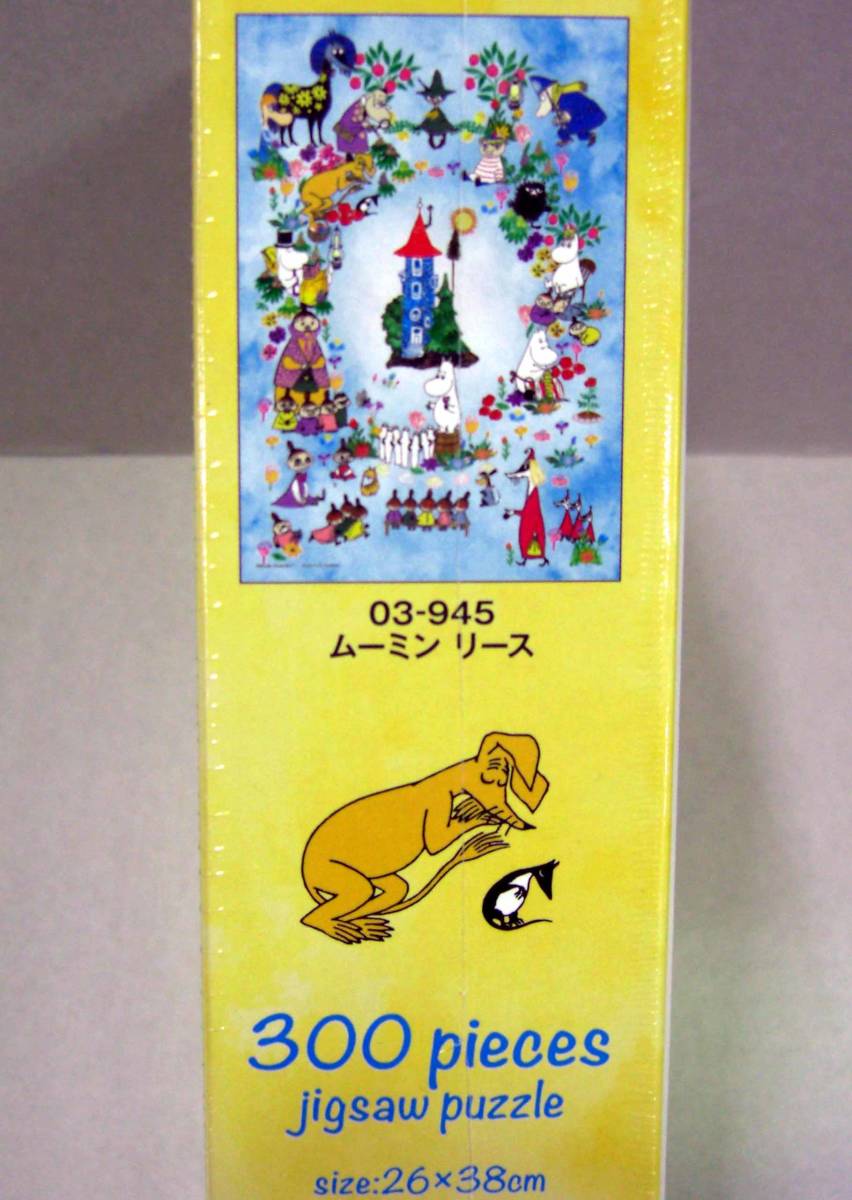 03-945
ムーミン リース
300 pieces
jigsaw puzzle
size:26×38cm